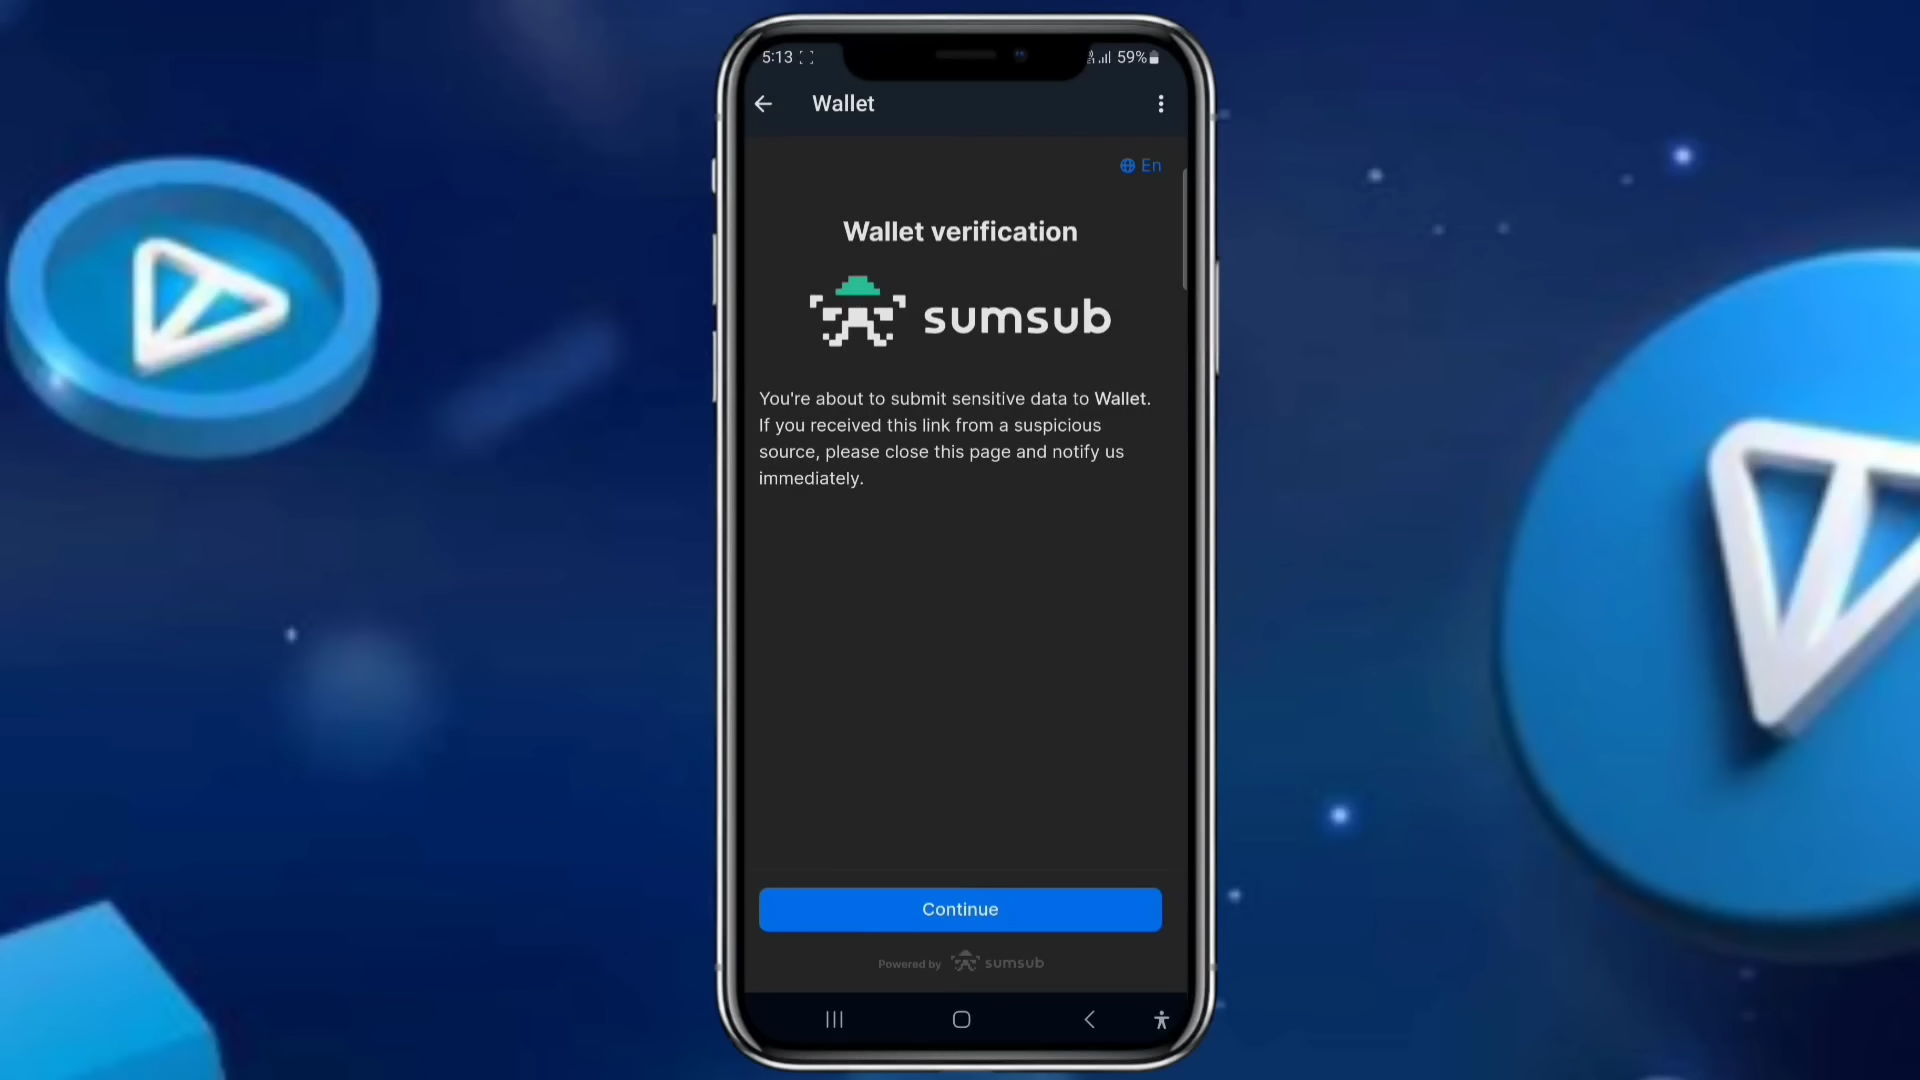 5:13 59%
Wallet
En
Wallet verification
sumsub
You're about to submit sensitive data to Wallet.
If you received this link from a suspicious
source, please close this page and notify us
immediately.
Continue
Powered by sumsub